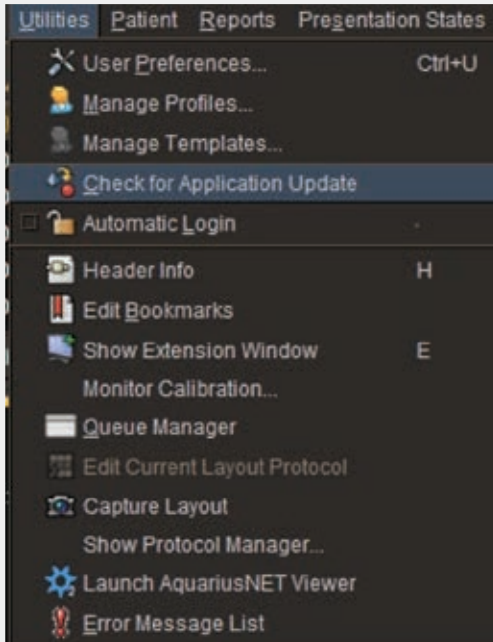 Utilities Patient Reports Presentation States
User Preferences... Ctrl+U
Manage Profiles...
Manage Templates...
Check for Application Update
Automatic Login
Header Info H
Edit Bookmarks
Show Extension Window E
Monitor Calibration...
Queue Manager
Edit Current Layout Protocol
Capture Layout
Show Protocol Manager...
Launch AquariusNET Viewer
Error Message List